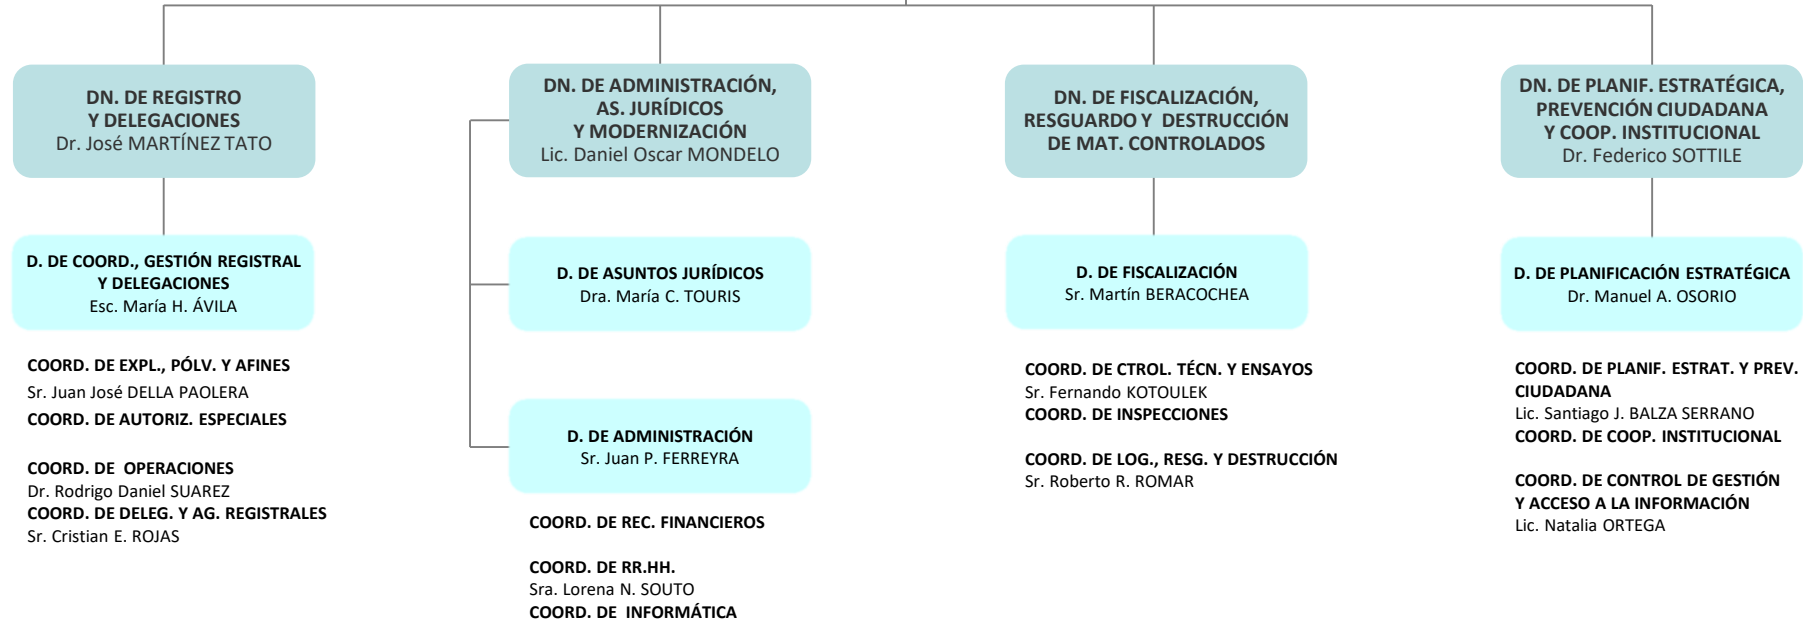 DN. DE REGISTRO
Y DELEGACIONES
Dr. José MARTÍNEZ TATO
DN. DE ADMINISTRACIÓN,
AS. JURÍDICOS
Y MODERNIZACIÓN
Lic. Daniel Oscar MONDELO
DN. DE FISCALIZACIÓN,
RESGUARDO Y DESTRUCCIÓN
DE MAT. CONTROLADOS
DN. DE PLANIF. ESTRATÉGICA,
PREVENCIÓN CIUDADANA
Y COOP. INSTITUCIONAL
Dr. Federico SOTTILE
D. DE COORD., GESTIÓN REGISTRAL
Y DELEGACIONES
Esc. María H. ÁVILA
D. DE ASUNTOS JURÍDICOS
Dra. María C. TOURIS
D. DE FISCALIZACIÓN
Sr. Martín BERACOCHEA
D. DE PLANIFICACIÓN ESTRATÉGICA
Dr. Manuel A. OSORIO
COORD. DE EXPL., PÓLV. Y AFINES
Sr. Juan José DELLA PAOLERA
COORD. DE AUTORIZ. ESPECIALES
COORD. DE OPERACIONES
Dr. Rodrigo Daniel SUAREZ
COORD. DE DELEG. Y AG. REGISTRALES
Sr. Cristian E. ROJAS
D. DE ADMINISTRACIÓN
Sr. Juan P. FERREYRA
COORD. DE REC. FINANCIEROS
COORD. DE RR.HH.
Sra. Lorena N. SOUTO
COORD. DE INFORMÁTICA
COORD. DE CTROL. TÉCN. Y ENSAYOS
Sr. Fernando KOTOULEK
COORD. DE INSPECCIONES
COORD. DE LOG., RESG. Y DESTRUCCIÓN
Sr. Roberto R. ROMAR
COORD. DE PLANIF. ESTRAT. Y PREV.
CIUDADANA
Lic. Santiago J. BALZA SERRANO
COORD. DE COOP. INSTITUCIONAL
COORD. DE CONTROL DE GESTIÓN
Y ACCESO A LA INFORMACIÓN
Lic. Natalia ORTEGA